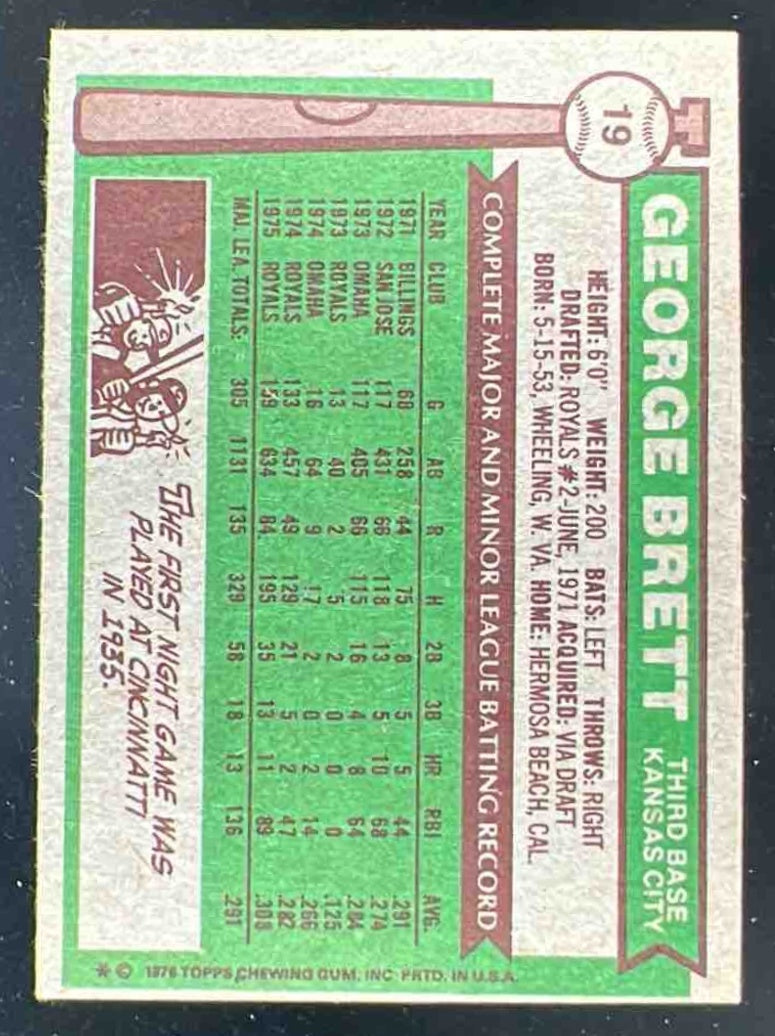 19
GEORGE BRETT
THIRD BASE
KANSAS CITY
HEIGHT: 6'0" WEIGHT: 200 BATS: LEFT THROWS: RIGHT
DRAFTED: ROYALS #2-JUNE, 1971 ACQUIRED: VIA DRAFT
BORN: 5-15-53, WHEELING, W. VA. HOME: HERMOSA BEACH, CAL.
COMPLETE MAJOR AND MINOR LEAGUE BATTING RECORD
YEAR CLUB G AB R H 2B 3B HR RBI AVG.
1971 BILLINGS 68 258 44 75 8 5 5 44 .291
1972 SAN JOSE 117 431 66 118 13 5 10 68 .274
1973 OMAHA 117 405 66 115 16 4 8 64 .284
1973 ROYALS 13 40 2 5 2 0 0 0 .125
1974 OMAHA 16 64 9 17 2 0 2 14 .266
1974 ROYALS 133 457 49 129 21 5 2 47 .282
1975 ROYALS 159 634 84 195 35 13 11 89 .308
MAJ. LEA. TOTALS: 305 1131 135 329 58 18 13 136 .291
THE FIRST NIGHT GAME WAS
PLAYED AT CINCINNATTI
IN 1935.
* © 1976 TOPPS CHEWING GUM, INC. PRTD. IN U.S.A.